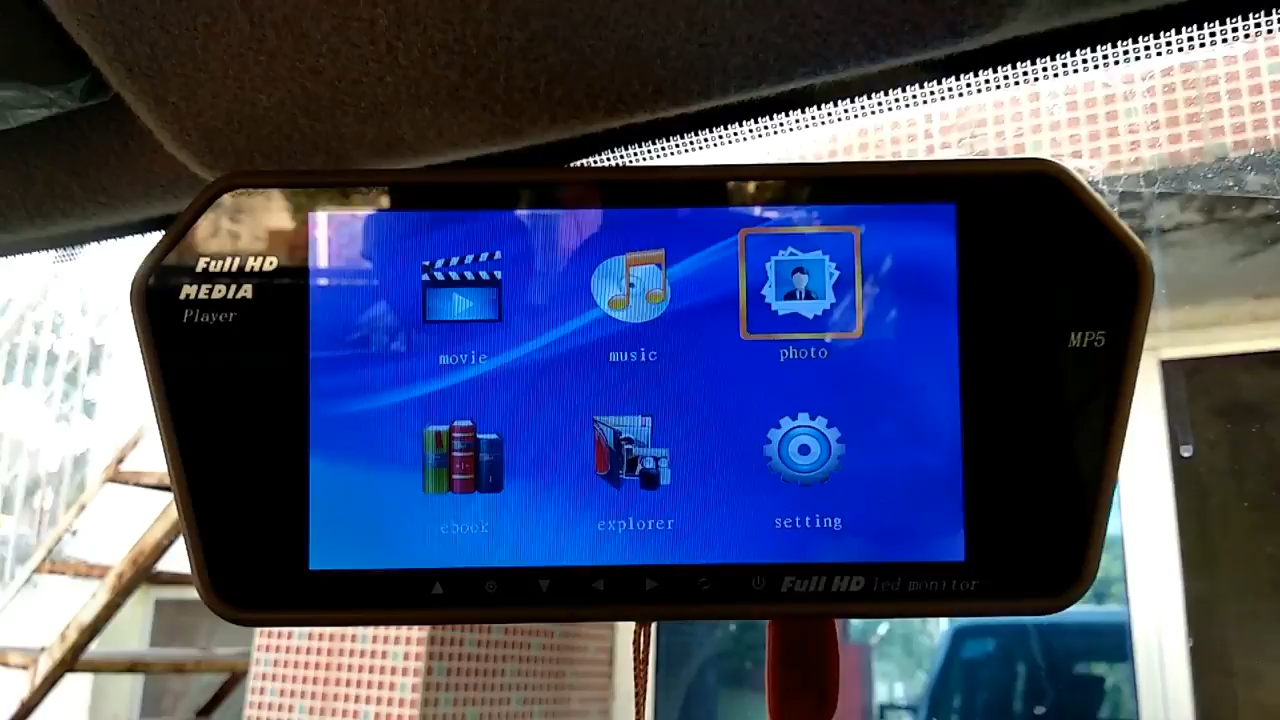 Full HD
MEDIA
Player
movie
music
photo
MP5
ebook
explorer
setting
Full HD led monitor